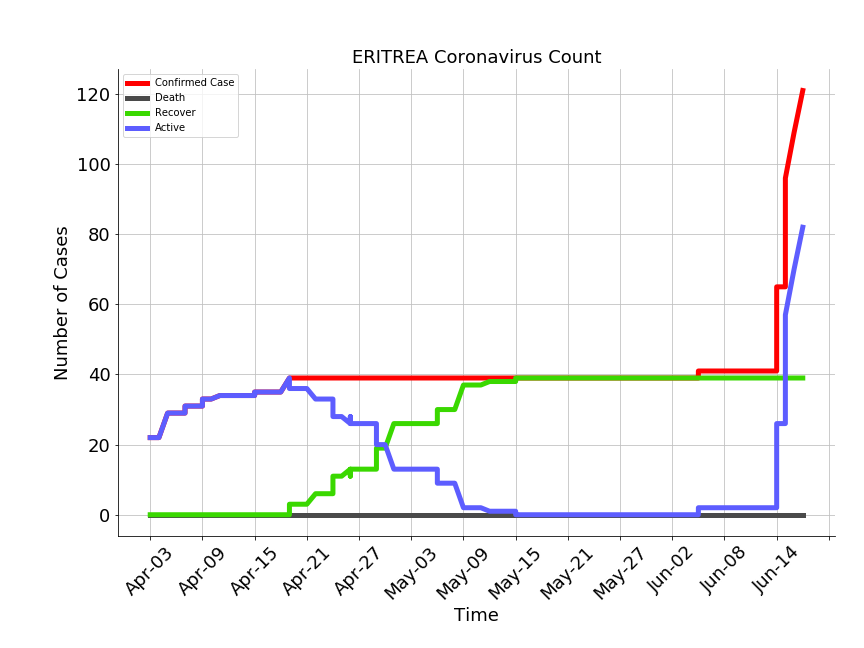 ERITREA Coronavirus Count
Confirmed Case
Death
Recover
Active
120
100
80
60
40
20
0
Number of Cases
Apr-03
Apr-09
Apr-15
Apr-21
Apr-27
May-03
May-09
May-15
May-21
May-27
Jun-02
Jun-08
Jun-14
Time